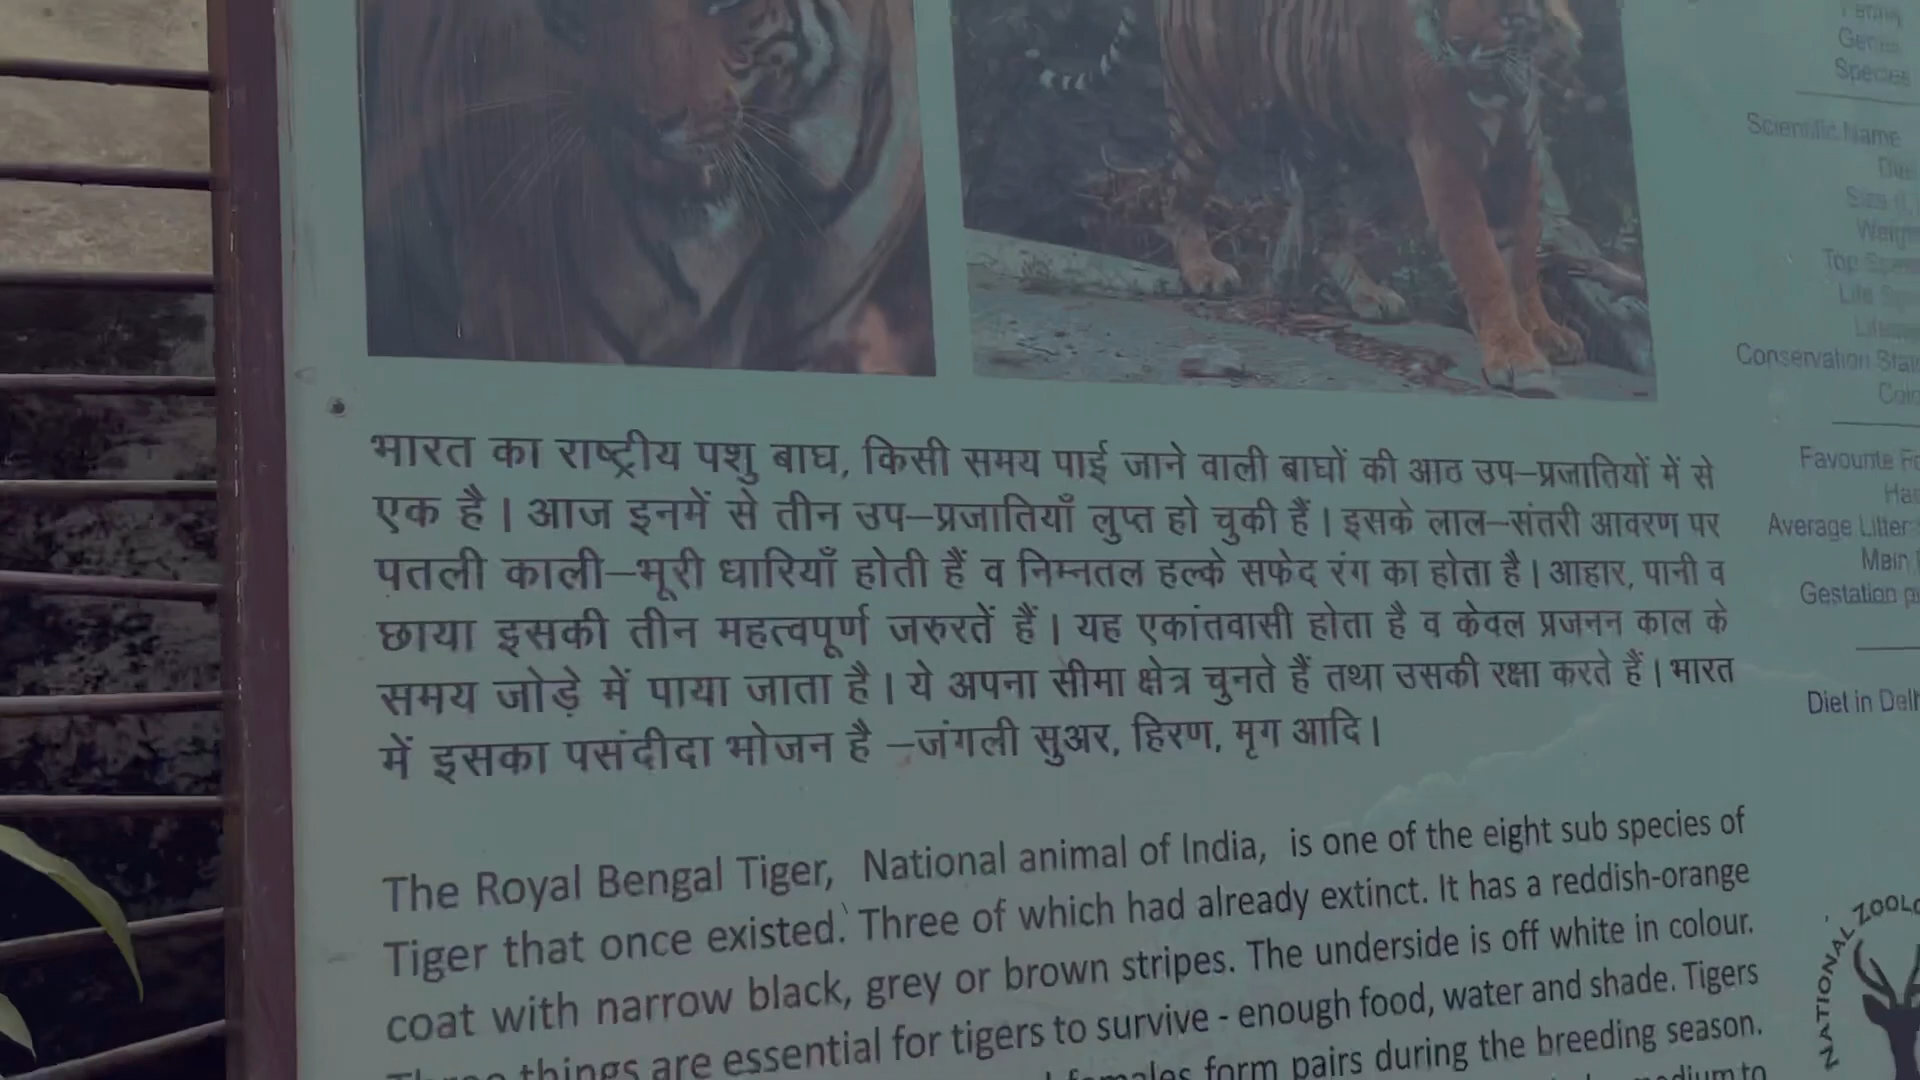 Genus
Species
Scientific Name
Conservation
भारत का राष्ट्रीय पशु बाघ, किसी समय पाई जाने वाली बाघों की आठ उप–प्रजातियों में से
एक है। आज इनमें से तीन उप–प्रजातियाँ लुप्त हो चुकी हैं। इसके लाल–संतरी आवरण पर
पतली काली–भूरी धारियाँ होती हैं व निम्नतल हल्के सफेद रंग का होता है। आहार, पानी व
छाया इसकी तीन महत्वपूर्ण जरुरतें हैं। यह एकांतवासी होता है व केवल प्रजनन काल के
समय जोड़े में पाया जाता है। ये अपना सीमा क्षेत्र चुनते हैं तथा उसकी रक्षा करते हैं। भारत
में इसका पसंदीदा भोजन है –जंगली सुअर, हिरण, मृग आदि।
The Royal Bengal Tiger, National animal of India, is one of the eight sub species of
Tiger that once existed. Three of which had already extinct. It has a reddish-orange
coat with narrow black, grey or brown stripes. The underside is off white in colour.
Three things are essential for tigers to survive - enough food, water and shade. Tigers
females form pairs during the breeding season.
Favourite
Average Litter
Gestation
Diet in
NATIONAL